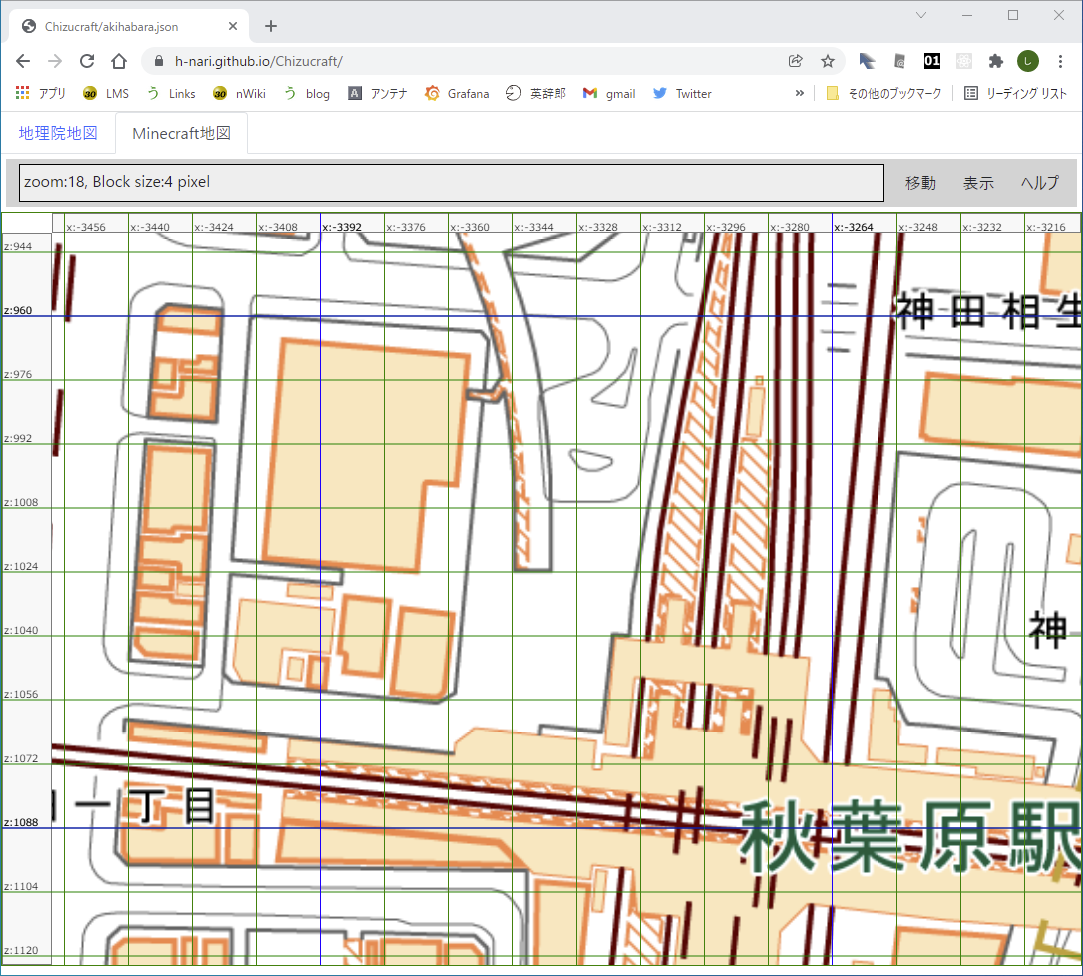 Chizucraft/akihabara.json
h-nari.github.io/Chizucraft/
01
アプリ 30 LMS Links 30 nWiki blog A アンテナ Grafana 英辞郎 gmail Twitter » その他のブックマーク リーディング リスト
地理院地図 Minecraft地図
zoom:18, Block size:4 pixel 移動 表示 ヘルプ
x:-3456 x:-3440 x:-3424 x:-3408 x:-3392 x:-3376 x:-3360 x:-3344 x:-3328 x:-3312 x:-3296 x:-3280 x:-3264 x:-3248 x:-3232 x:-3216
z:944
z:960
神田相生
z:976
z:992
z:1008
z:1024
z:1040
神
z:1056
z:1072
一丁目
z:1088
秋葉原駅
z:1104
z:1120